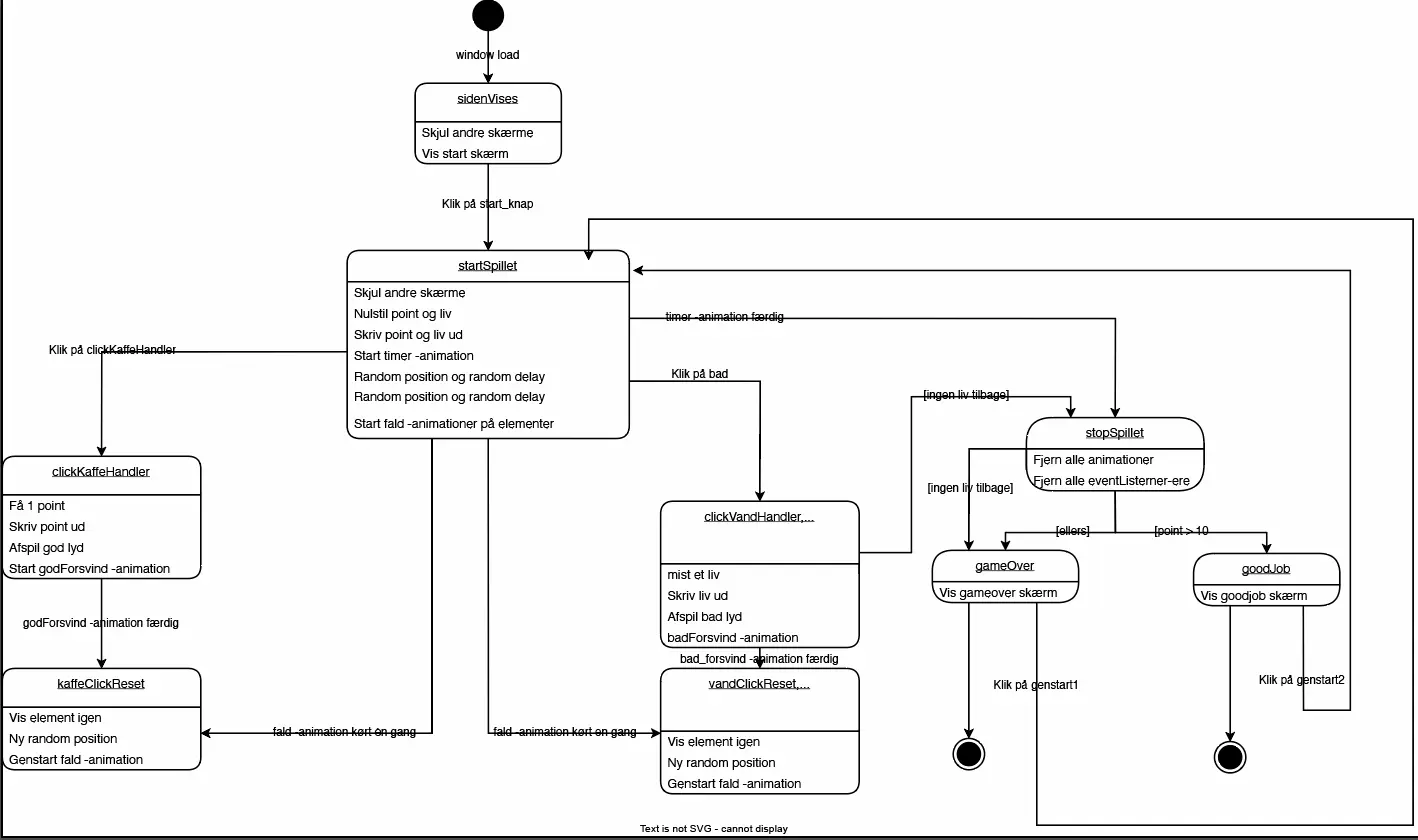 window load
sidenVises
Skjul andre skærme
Vis start skærm
Klik på start_knap
startSpillet
Skjul andre skærme
Nulstil point og liv
Skriv point og liv ud
Start timer -animation
Random position og random delay
Random position og random delay
Start fald -animationer på elementer
timer -animation færdig
Klik på clickKaffeHandler
Klik på bad
[ingen liv tilbage]
stopSpillet
Fjern alle animationer
Fjern alle eventListerner-ere
clickKaffeHandler
Få 1 point
Skriv point ud
Afspil god lyd
Start godForsvind -animation
[ingen liv tilbage]
clickVandHandler,...
mist et liv
Skriv liv ud
Afspil bad lyd
badForsvind -animation
[ellers]
[point > 10
gameOver
Vis gameover skærm
goodJob
Vis goodjob skærm
godForsvind -animation færdig
bad_forsvind -animation færdig
kaffeClickReset
Vis element igen
Ny random position
Genstart fald -animation
fald -animation kørt en gang
fald -animation kørt en gang
vandClickReset,...
Vis element igen
Ny random position
Genstart fald -animation
Klik på genstart1
Klik på genstart2
Text is not SVG - cannot display